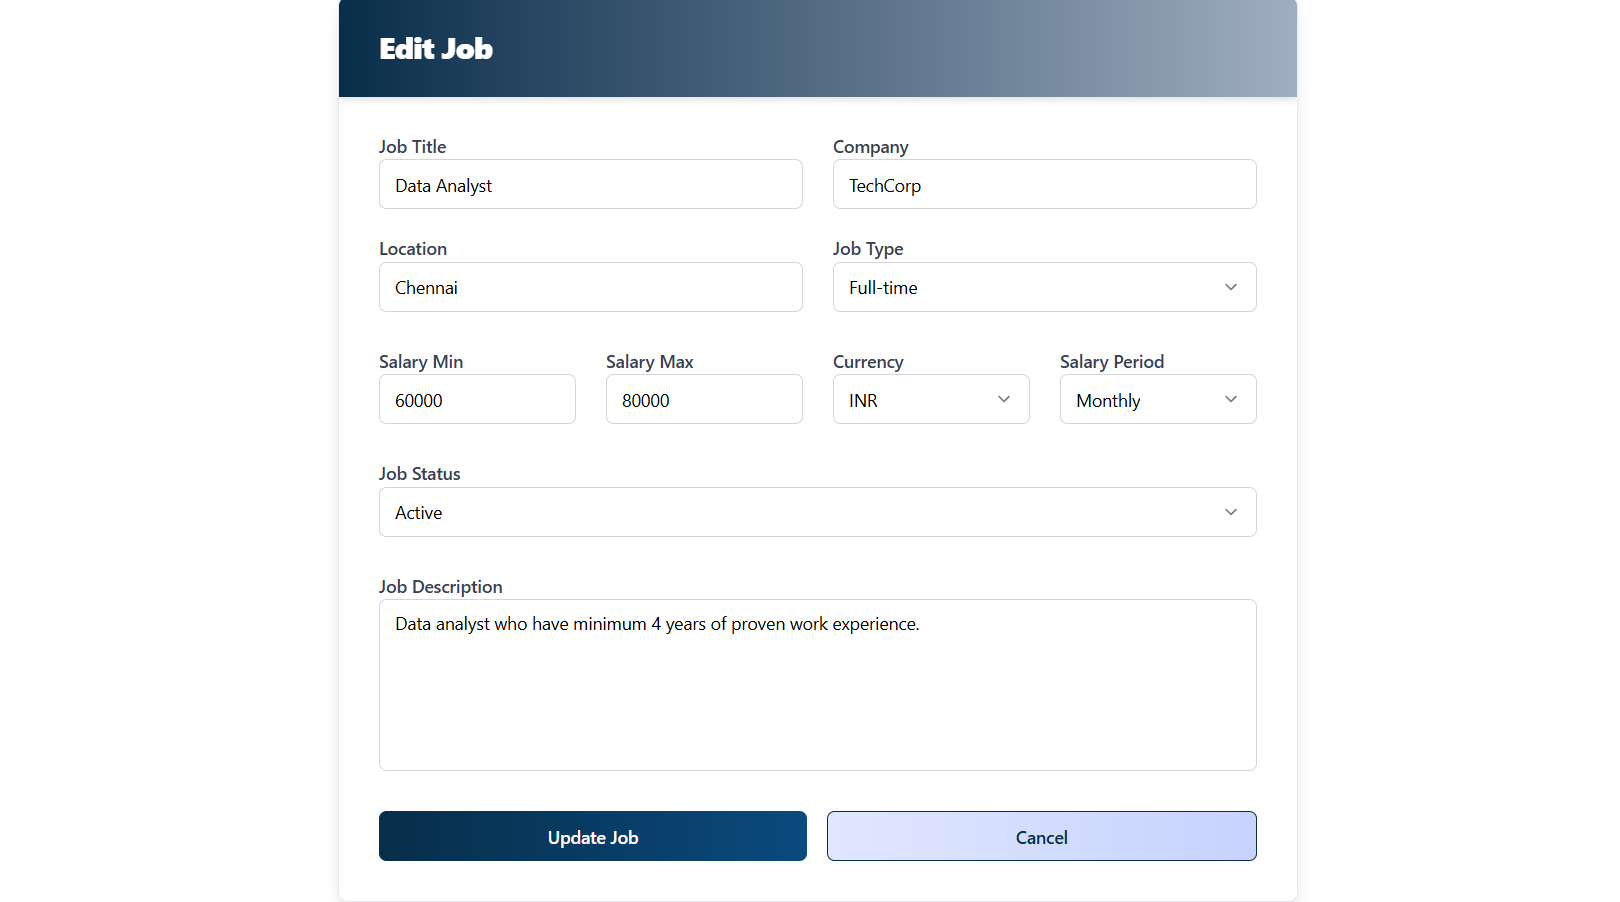 Edit Job
Job Title
Company
Data Analyst
TechCorp
Location
Job Type
Chennai
Full-time
Salary Min
Salary Max
Currency
Salary Period
60000
80000
INR
Monthly
Job Status
Active
Job Description
Data analyst who have minimum 4 years of proven work experience.
Update Job
Cancel